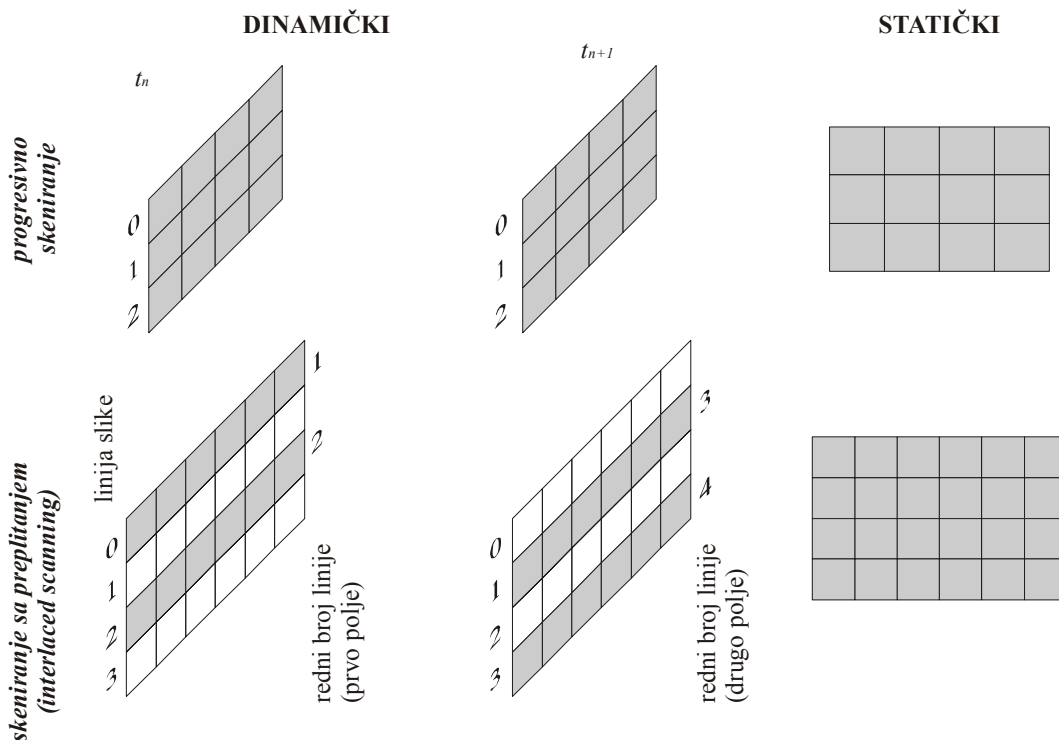 DINAMIČKI
STATIČKI
tn
tn+1
progresivno
skeniranje
0
1
2
0
1
2
skeniranje sa preplitanjem
(interlaced scanning)
linija slike
0
1
2
3
1
2
redni broj linije
(prvo polje)
0
1
2
3
3
4
redni broj linije
(drugo polje)